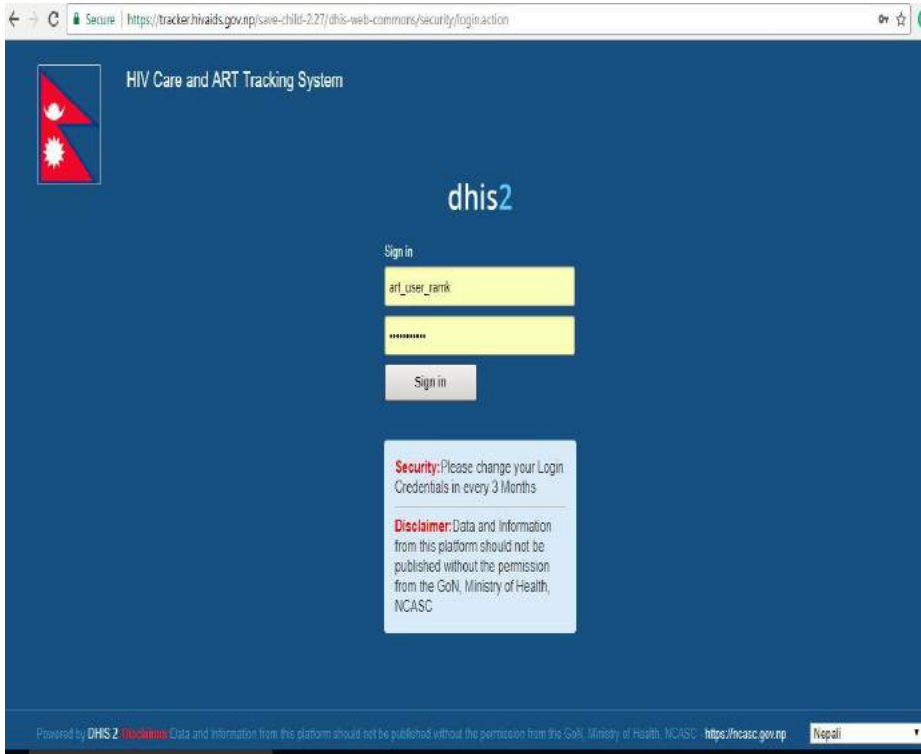 Secure | https://tracker.hivaids.gov.np/save-child-2.27/dhis-web-commons/security/login.action
HIV Care and ART Tracking System
dhis2
Sign in
art_user_ramk
Sign in
Security:Please change your Login
Credentials in every 3 Months
Disclaimer:Data and Information
from this platform should not be
published without the permission
from the GoN, Ministry of Health,
NCASC
Powered by DHIS 2 Disclaimer:Data and Information from this platform should not be published without the permission from the GoN, Ministry of Health, NCASC - https://ncasc.gov.np Nepali